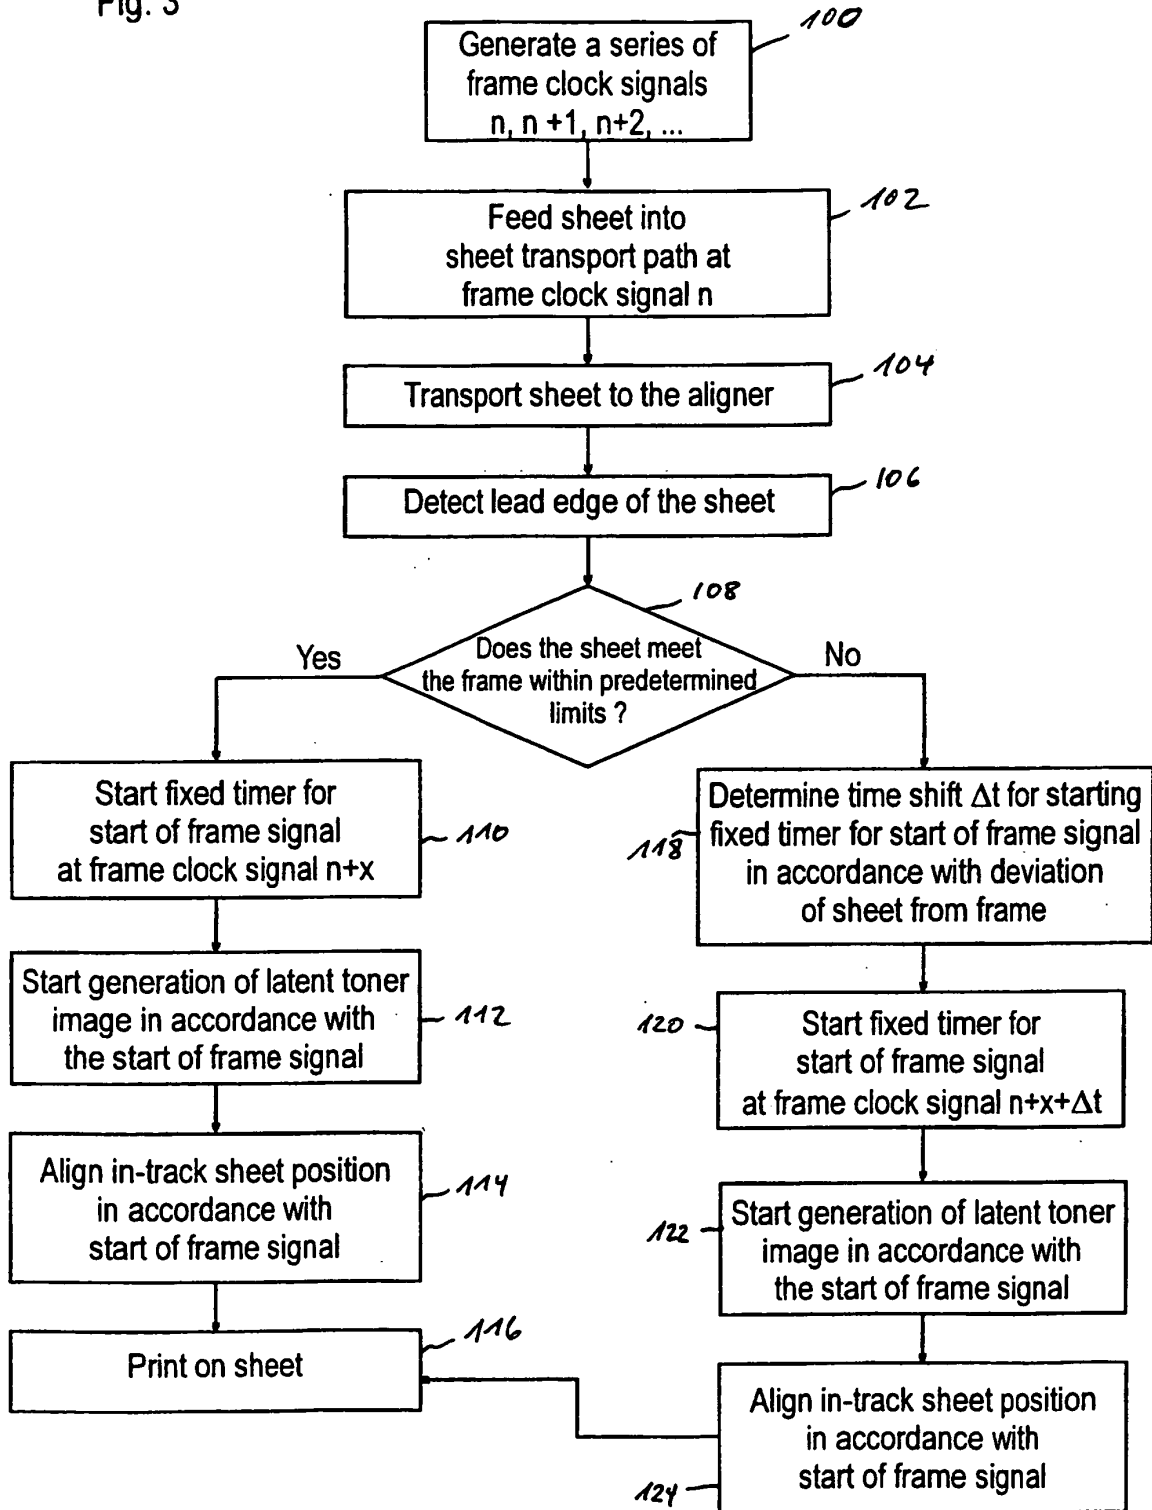 Fig. 3
100
Generate a series of
frame clock signals
n, n +1, n+2, ...
102
Feed sheet into
sheet transport path at
frame clock signal n
104
Transport sheet to the aligner
106
Detect lead edge of the sheet
108
Does the sheet meet
the frame within predetermined
limits ?
Yes
No
Start fixed timer for
start of frame signal
at frame clock signal n+x
110
Start generation of latent toner
image in accordance with
the start of frame signal
112
Align in-track sheet position
in accordance with
start of frame signal
114
Print on sheet
116
Determine time shift Δt for starting
fixed timer for start of frame signal
in accordance with deviation
of sheet from frame
118
120
Start fixed timer for
start of frame signal
at frame clock signal n+x+Δt
122
Start generation of latent toner
image in accordance with
the start of frame signal
Align in-track sheet position
in accordance with
start of frame signal
124